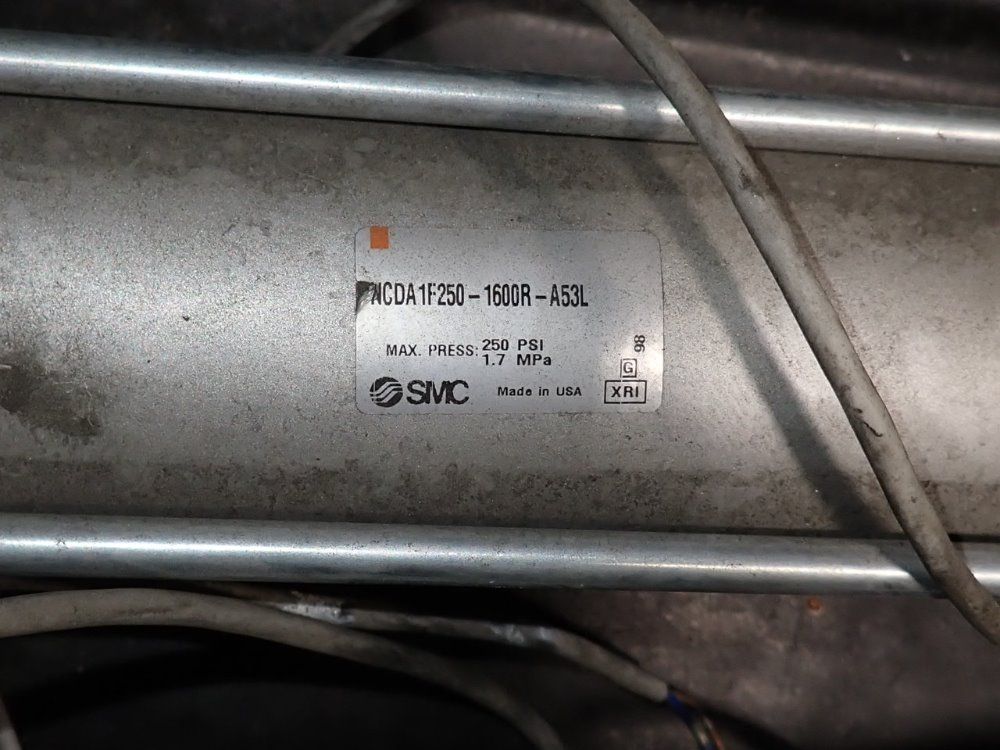 NCDA1F250-1600R-A53L
MAX. PRESS: 250 PSI
1.7 MPa
98
G
SMC Made in USA XRI